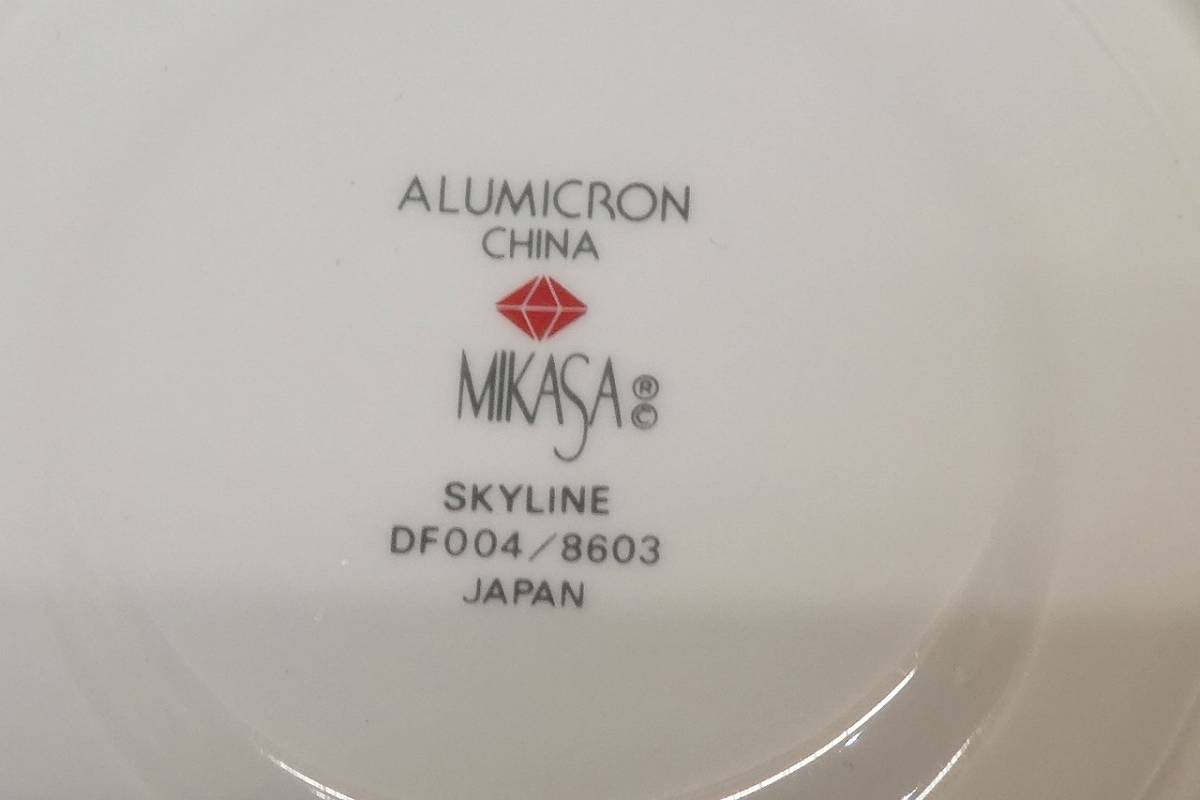 ALUMICRON
CHINA
MIKASA ® ©
SKYLINE
DF004/8603
JAPAN